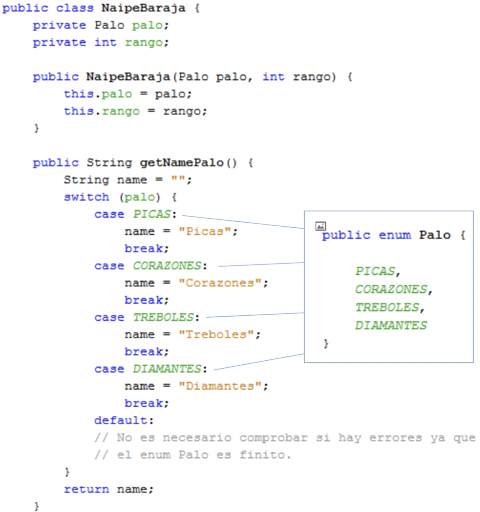 public class NaipeBaraja {
private Palo palo;
private int rango;
public NaipeBaraja(Palo palo, int rango) {
this.palo = palo;
this.rango = rango;
}
public String getNamePalo() {
String name = "";
switch (palo) {
case PICAS:
name = "Picas";
break;
case CORAZONES:
name = "Corazones";
break;
case TREBOLES:
name = "Treboles";
break;
case DIAMANTES:
name = "Diamantes";
break;
default:
// No es necesario comprobar si hay errores ya que
// el enum Palo es finito.
}
return name;
}
public enum Palo {
PICAS,
CORAZONES,
TREBOLES,
DIAMANTES
}